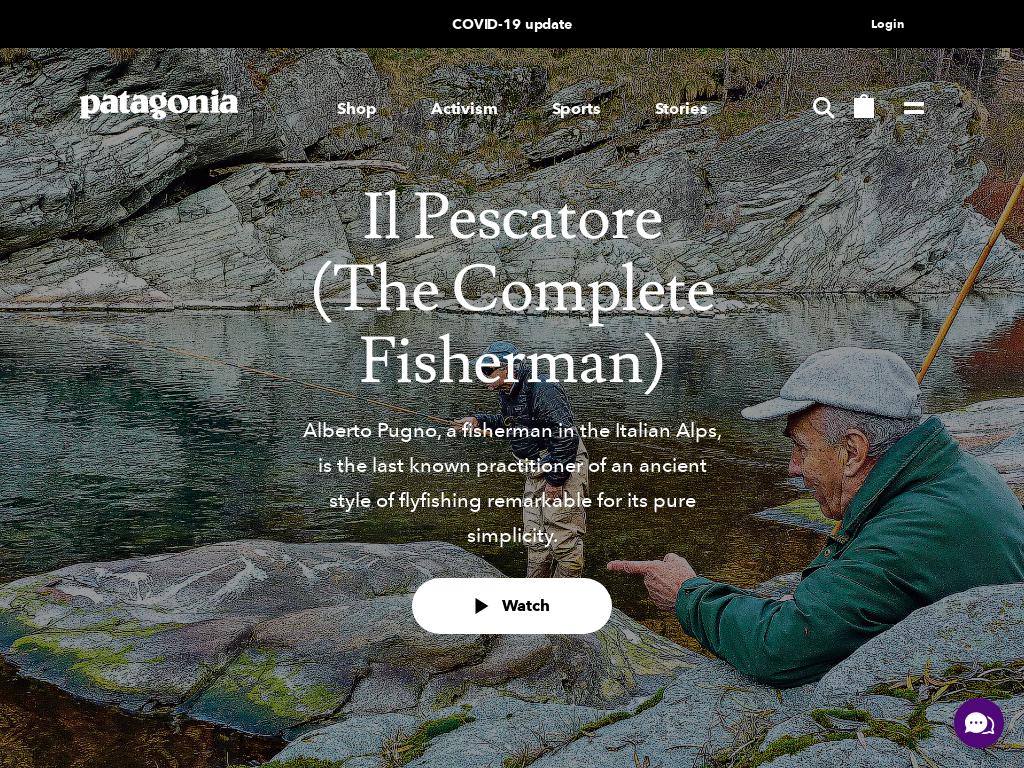 COVID-19 update
Login
patagonia
Shop
Activism
Sports
Stories
Il Pescatore
(The Complete
Fisherman)
Alberto Pugno, a fisherman in the Italian Alps,
is the last known practitioner of an ancient
style of flyfishing remarkable for its pure
simplicity.
Watch